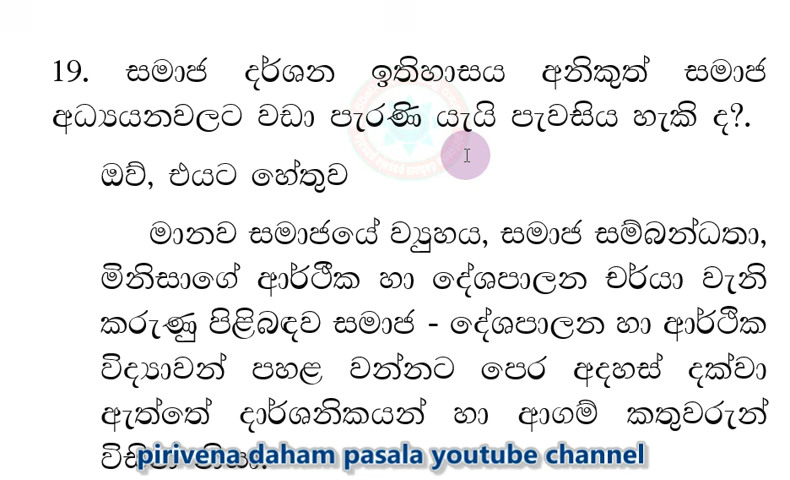 19. සමාජ දර්ශන ඉතිහාසය අනිකුත් සමාජ
අධ්‍යයනවලට වඩා පැරණි යැයි පැවසිය හැකි ද?.
ඔව්, එයට හේතුව
මානව සමාජයේ ව්‍යුහය, සමාජ සම්බන්ධතා,
මිනිසාගේ ආර්ථික හා දේශපාලන චර්යා වැනි
කරුණු පිළිබඳව සමාජ - දේශපාලන හා ආර්ථික
විද්‍යාවන් පහළ වන්නට පෙර අදහස් දක්වා
ඇත්තේ දාර්ශනිකයන් හා ආගම් කතුවරුන්
pirivena daham pasala youtube channel